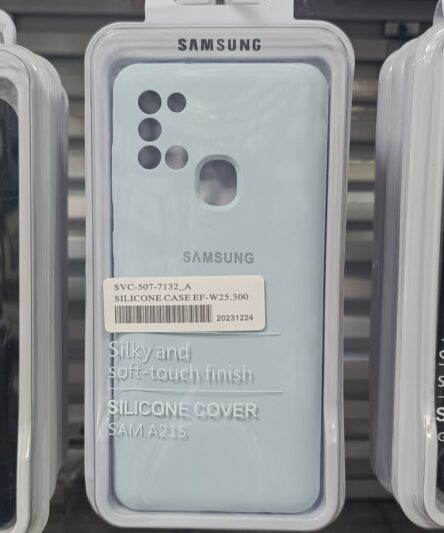 SAMSUNG
SAMSUNG
SVC-507-7132_A
SILICONE CASE EF-W25.300
20231224
Silky and
soft-touch finish
SILICONE COVER
SAM A21S